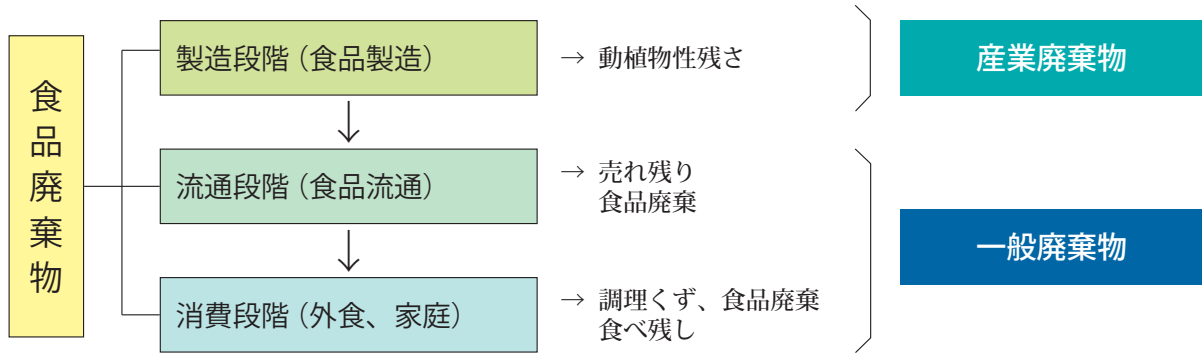 食品廃棄物
製造段階（食品製造）
→ 動植物性残さ
産業廃棄物
流通段階（食品流通）
→ 売れ残り
食品廃棄
一般廃棄物
消費段階（外食、家庭）
→ 調理くず、食品廃棄
食べ残し